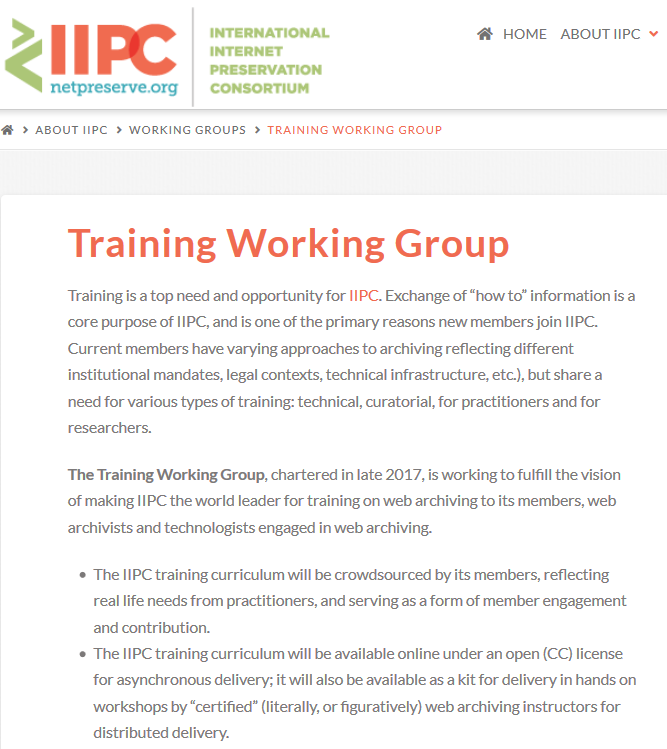 IIPC
netpreserve.org
INTERNATIONAL
INTERNET
PRESERVATION
CONSORTIUM
HOME ABOUT IIPC
ABOUT IIPC > WORKING GROUPS > TRAINING WORKING GROUP
Training Working Group
Training is a top need and opportunity for IIPC. Exchange of “how to” information is a
core purpose of IIPC, and is one of the primary reasons new members join IIPC.
Current members have varying approaches to archiving reflecting different
institutional mandates, legal contexts, technical infrastructure, etc.), but share a
need for various types of training: technical, curatorial, for practitioners and for
researchers.
The Training Working Group, chartered in late 2017, is working to fulfill the vision
of making IIPC the world leader for training on web archiving to its members, web
archivists and technologists engaged in web archiving.
• The IIPC training curriculum will be crowdsourced by its members, reflecting
real life needs from practitioners, and serving as a form of member engagement
and contribution.
• The IIPC training curriculum will be available online under an open (CC) license
for asynchronous delivery; it will also be available as a kit for delivery in hands on
workshops by “certified” (literally, or figuratively) web archiving instructors for
distributed delivery.